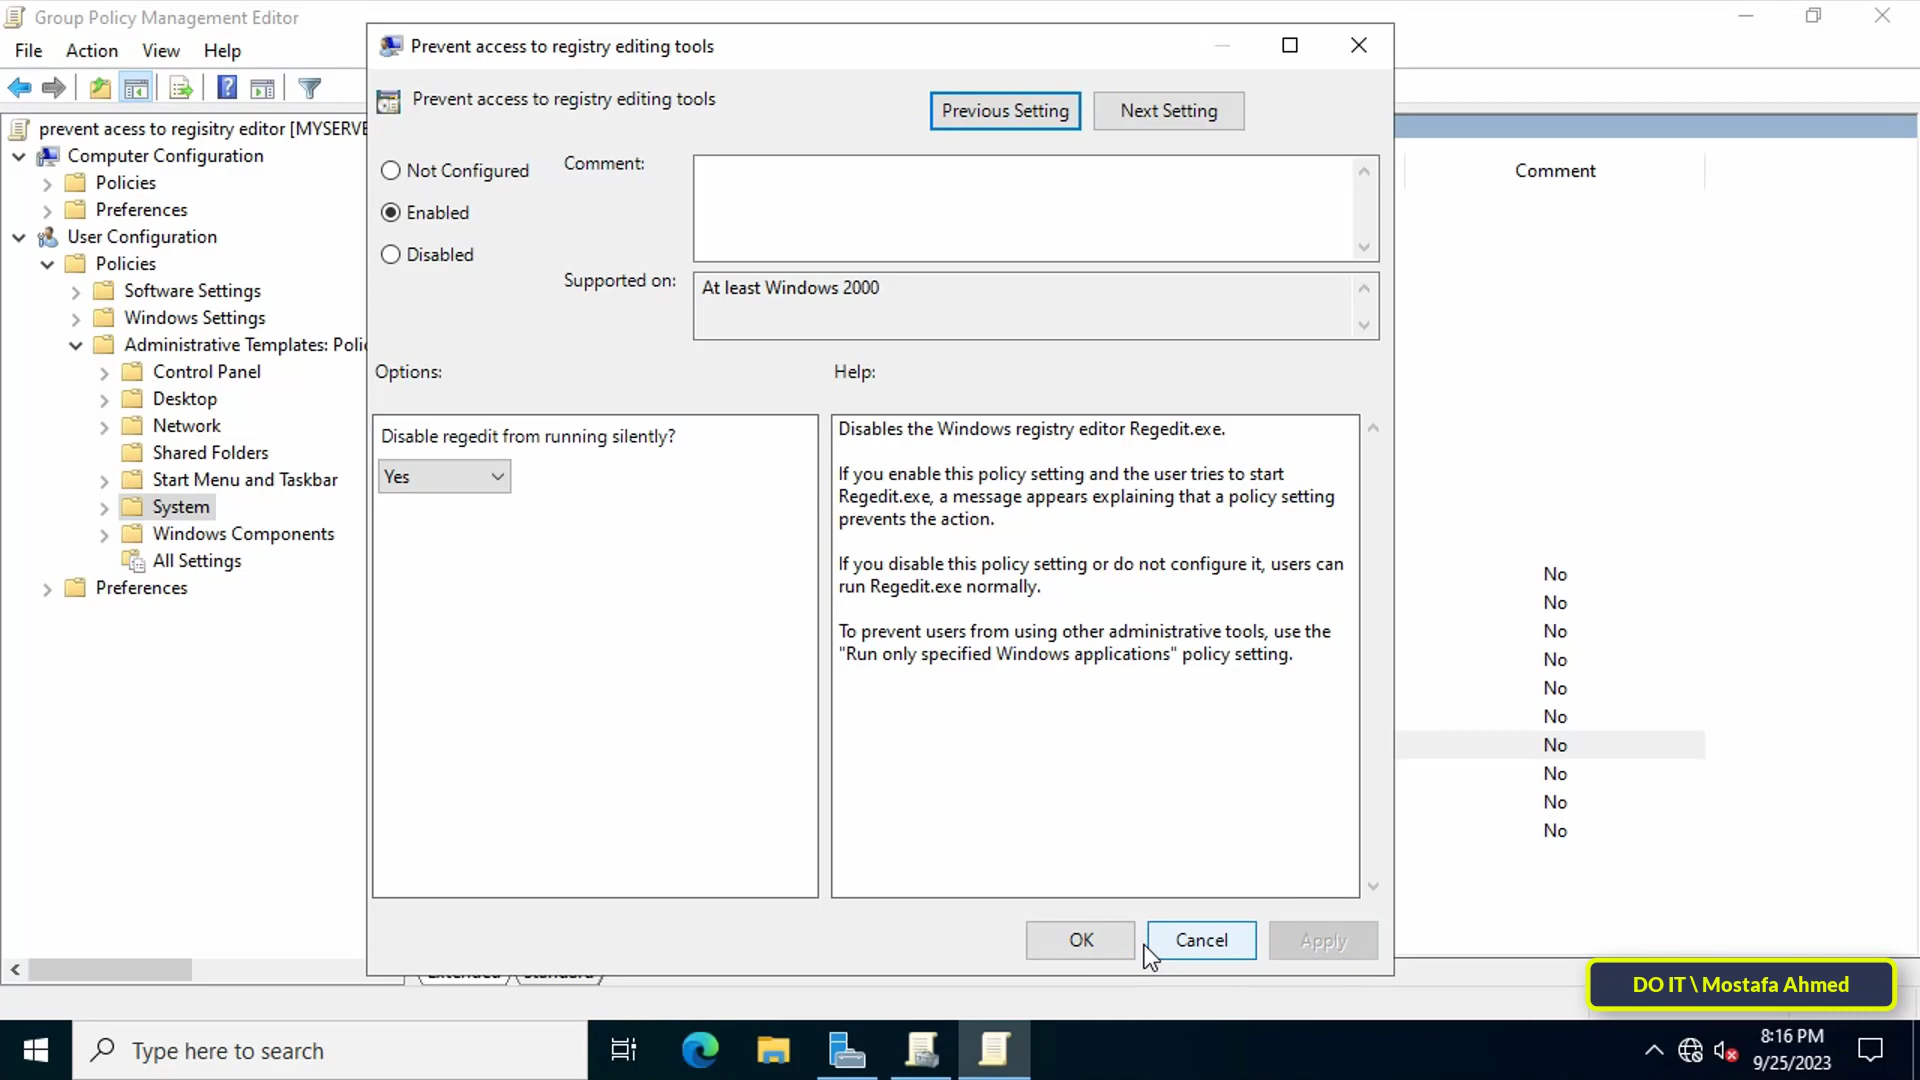 Group Policy Management Editor
File Action View Help
prevent acess to regisitry editor [MYSERVE
Computer Configuration
Policies
Preferences
User Configuration
Policies
Software Settings
Windows Settings
Administrative Templates: Poli
Control Panel
Desktop
Network
Shared Folders
Start Menu and Taskbar
System
Windows Components
All Settings
Preferences
Prevent access to registry editing tools
Prevent access to registry editing tools
Previous Setting Next Setting
Not Configured
Enabled
Disabled
Comment:
Supported on:
At least Windows 2000
Options:
Help:
Disable regedit from running silently?
Yes
Disables the Windows registry editor Regedit.exe.
If you enable this policy setting and the user tries to start
Regedit.exe, a message appears explaining that a policy setting
prevents the action.
If you disable this policy setting or do not configure it, users can
run Regedit.exe normally.
To prevent users from using other administrative tools, use the
"Run only specified Windows applications" policy setting.
OK Cancel Apply
Comment
No
No
No
No
No
No
No
No
No
No
Extended Standard
DO IT \ Mostafa Ahmed
Type here to search
8:16 PM
9/25/2023